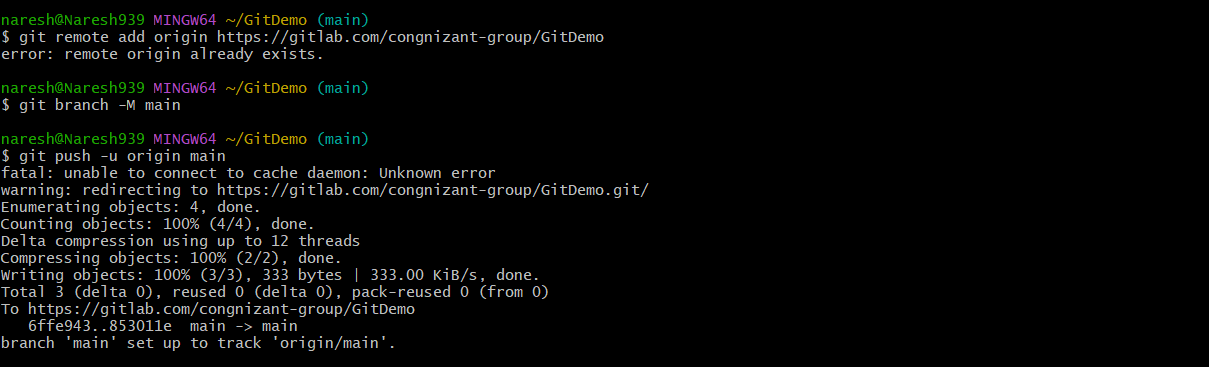 naresh@Naresh939 MINGW64 ~/GitDemo (main)
$ git remote add origin https://gitlab.com/congnizant-group/GitDemo
error: remote origin already exists.
naresh@Naresh939 MINGW64 ~/GitDemo (main)
$ git branch -M main
naresh@Naresh939 MINGW64 ~/GitDemo (main)
$ git push -u origin main
fatal: unable to connect to cache daemon: Unknown error
warning: redirecting to https://gitlab.com/congnizant-group/GitDemo.git/
Enumerating objects: 4, done.
Counting objects: 100% (4/4), done.
Delta compression using up to 12 threads
Compressing objects: 100% (2/2), done.
Writing objects: 100% (3/3), 333 bytes | 333.00 KiB/s, done.
Total 3 (delta 0), reused 0 (delta 0), pack-reused 0 (from 0)
To https://gitlab.com/congnizant-group/GitDemo
   6ffe943..853011e  main -> main
branch 'main' set up to track 'origin/main'.